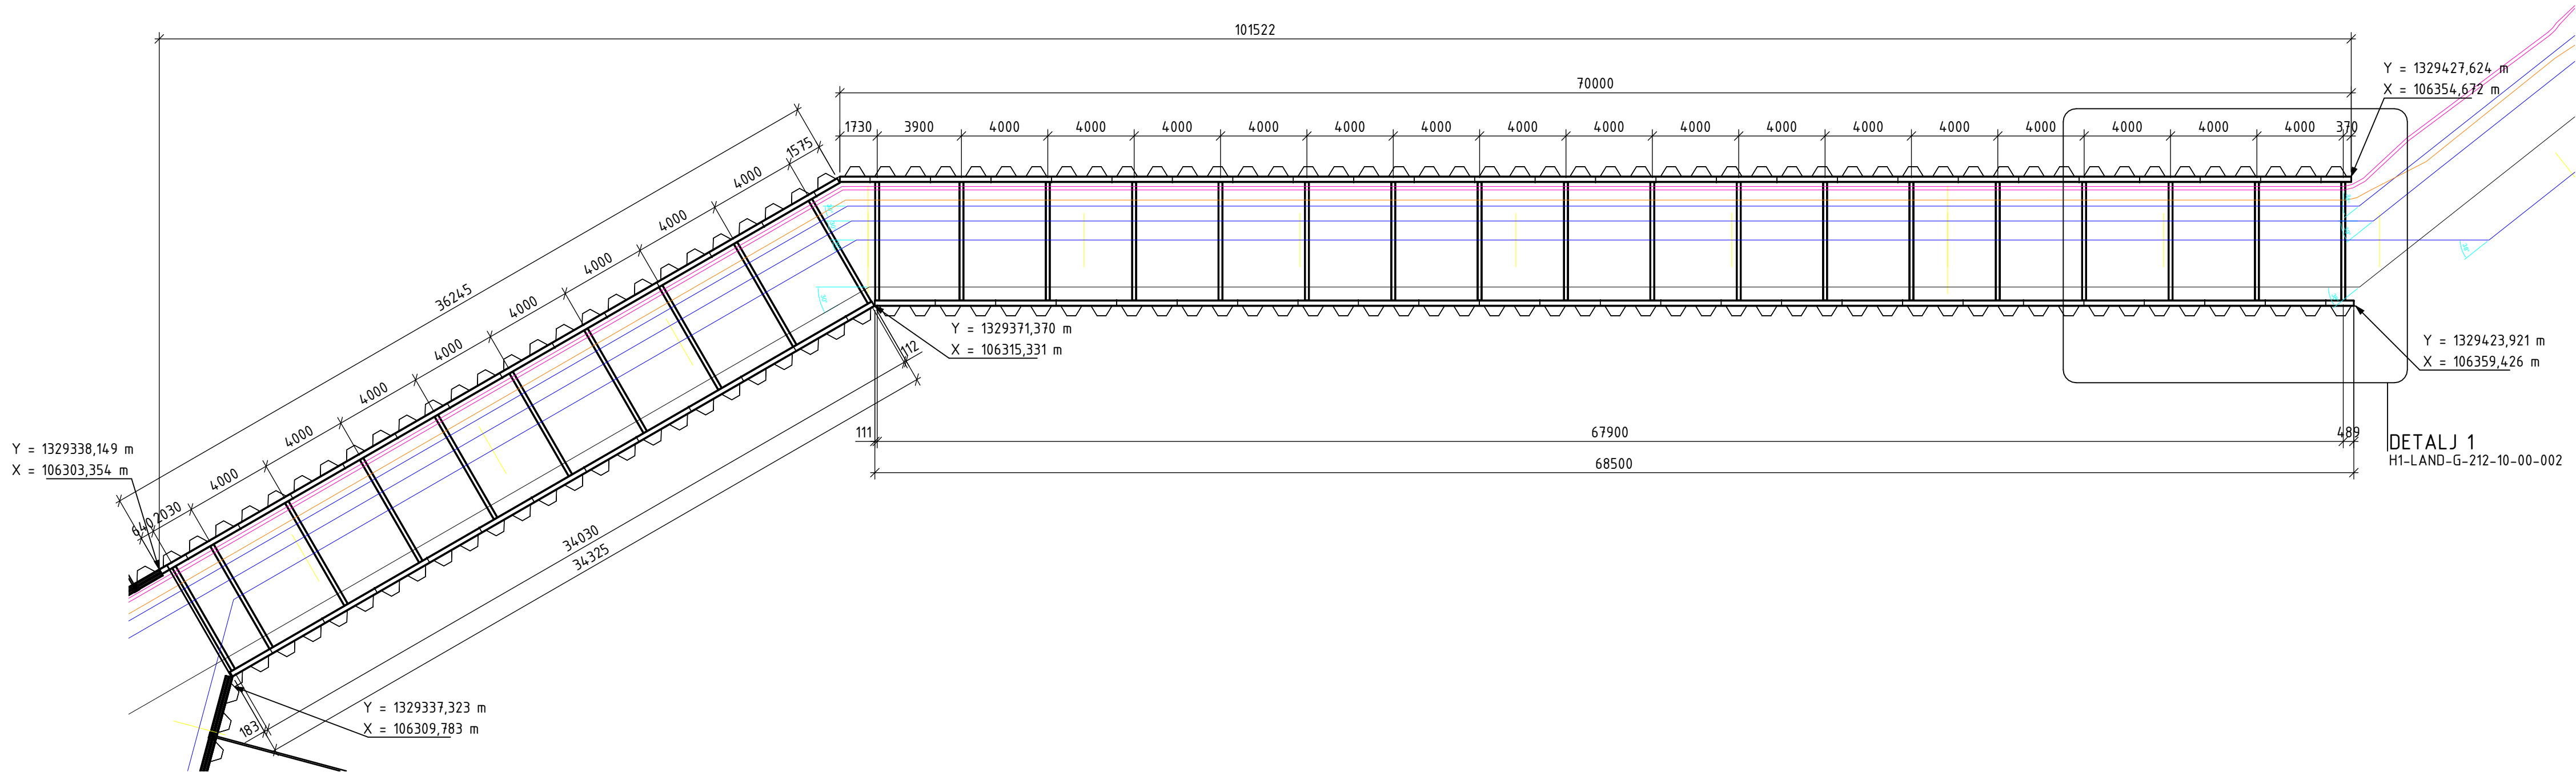 101522
Y = 1329427,624 m
X = 106354,672 m
70000
1730 3900 4000 4000 4000 4000 4000 4000 4000 4000 4000 4000 4000 4000 4000 4000 4000 4000 370
36245
640 2030 4000 4000 4000 4000 4000 4000 4000 4000 1575
Y = 1329371,370 m
X = 106315,331 m
112
Y = 1329423,921 m
X = 106359,426 m
111 67900 489
68500
DETALJ 1
H1-LAND-G-212-10-00-002
Y = 1329338,149 m
X = 106303,354 m
34030
34325
183
Y = 1329337,323 m
X = 106309,783 m